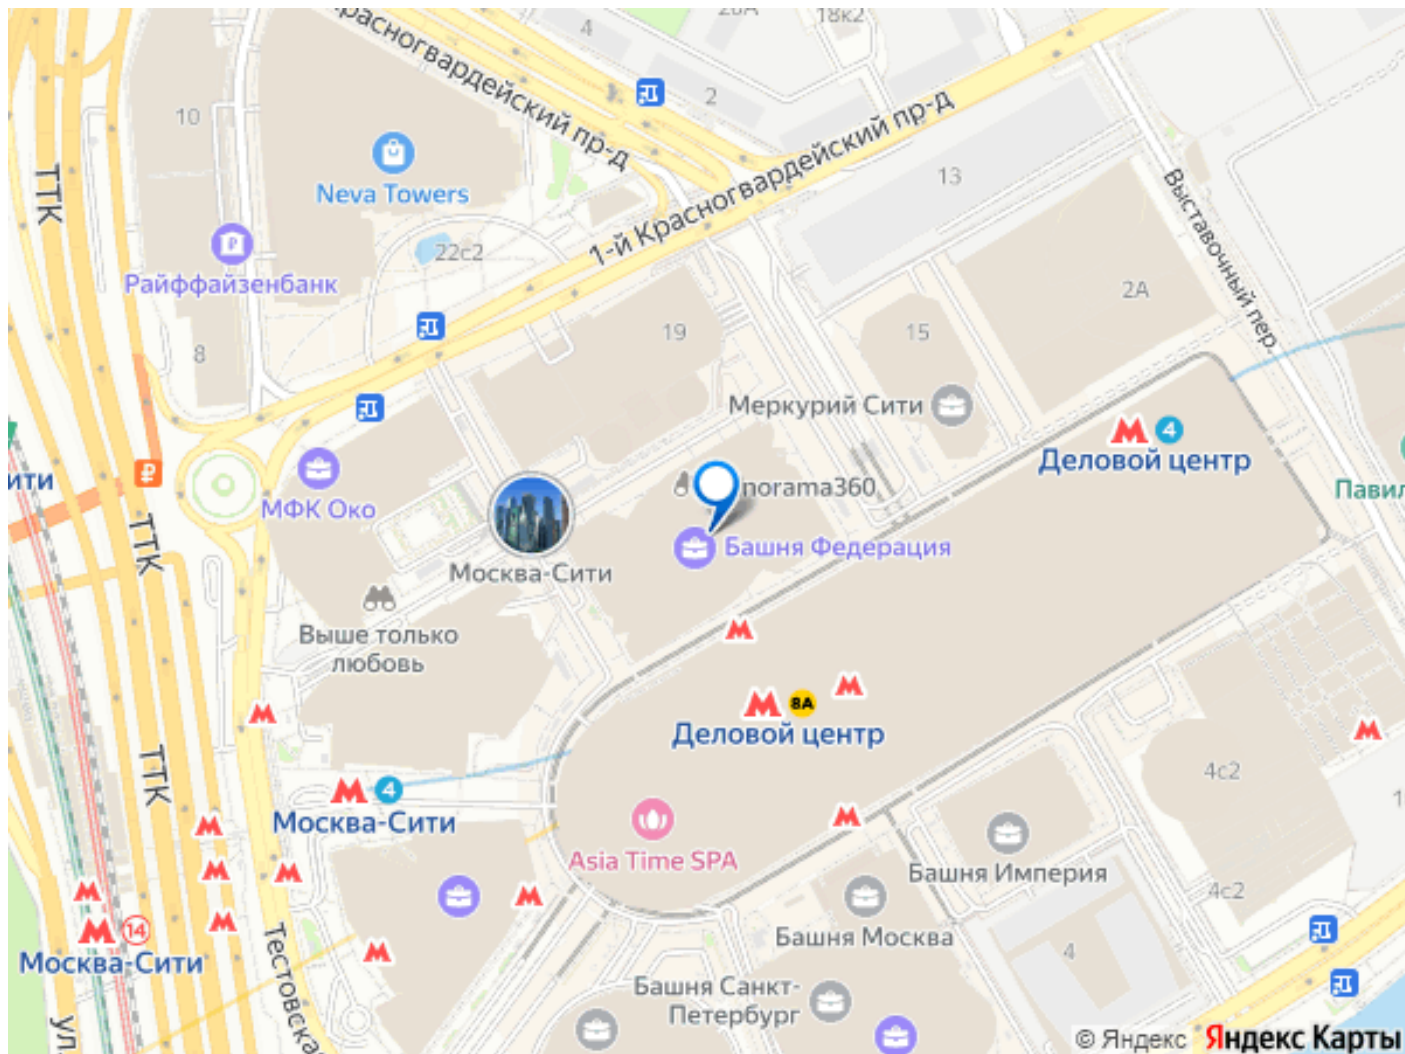 Красногвардейский пр-д
4
28А
18к2
2
10
Neva Towers
1-й Красногвардейский пр-д
13
Выставочный пер.
ТТК
Райффайзенбанк
22с2
2А
8
19
15
Меркурий Сити
4
Деловой центр
ити
МФК Око
norama360
Павил
Москва-Сити
Башня Федерация
ТТК
Выше только
любовь
8А
Деловой центр
ТТК
4
Москва-Сити
4с2
1
Asia Time SPA
Башня Империя
4с2
14
Москва-Сити
Тестовская
Башня Москва
4
Башня Санкт-
Петербург
ул.
© Яндекс Яндекс Карты